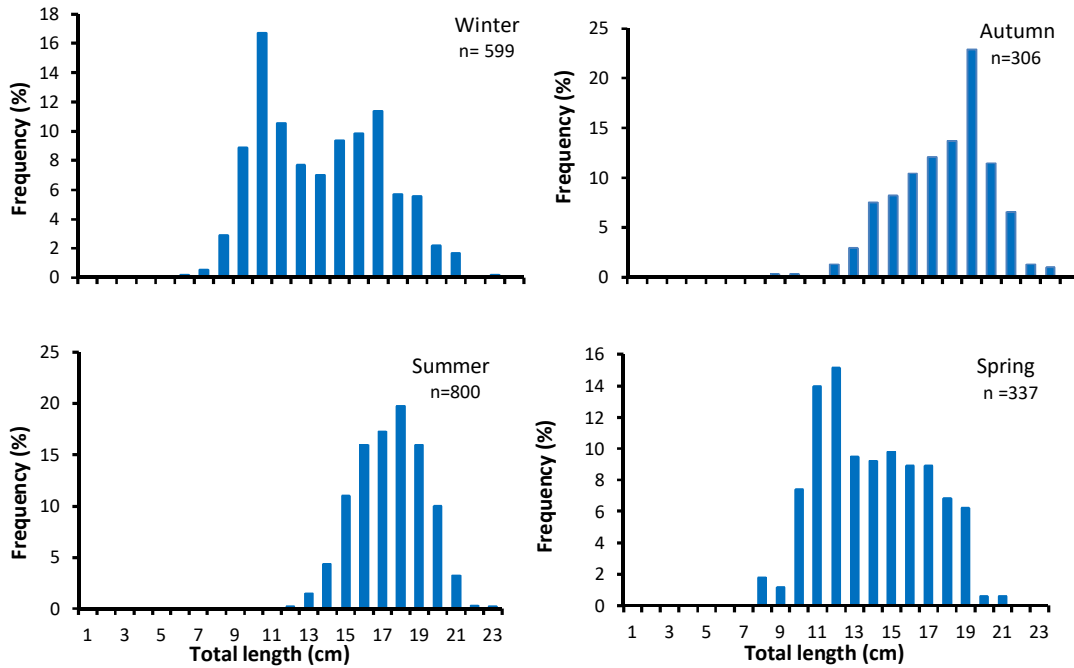 Winter
n= 599
Frequency (%)
18
16
14
12
10
8
6
4
2
0
Autumn
n=306
Frequency (%)
25
20
15
10
5
0
Summer
n=800
Frequency (%)
25
20
15
10
5
0
1 3 5 7 9 11 13 15 17 19 21 23
Total length (cm)
Spring
n =337
Frequency (%)
16
14
12
10
8
6
4
2
0
1 3 5 7 9 11 13 15 17 19 21 23
Total length (cm)